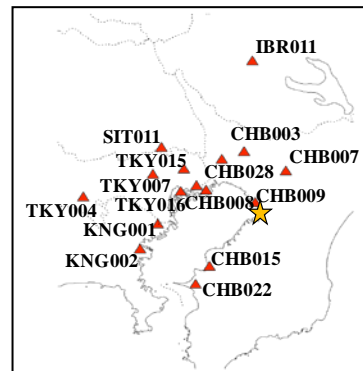 IBR011
SIT011
CHB003
TKY015
CHB007
CHB028
TKY007
TKY004
TKY016
CHB008
CHB009
KNG001
KNG002
CHB015
CHB022